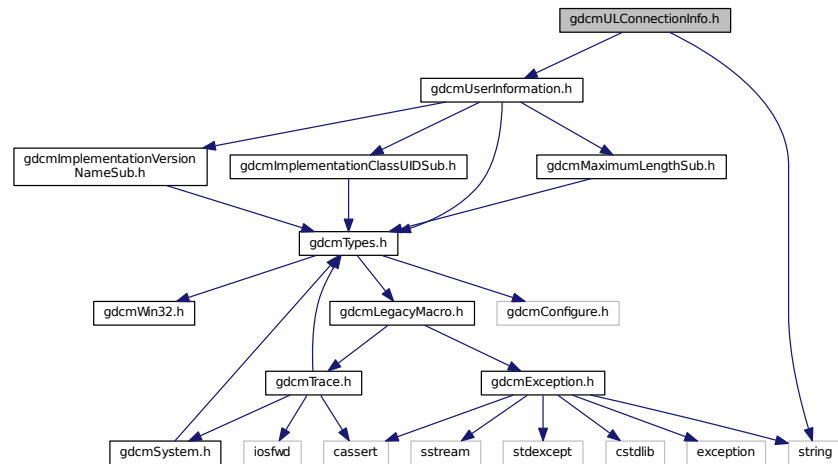 gdcmULConnectionInfo.h
gdcmUserInformation.h
gdcmImplementationVersion
NameSub.h
gdcmImplementationClassUIDSub.h
gdcmMaximumLengthSub.h
gdcmTypes.h
gdcmWin32.h
gdcmLegacyMacro.h
gdcmConfigure.h
gdcmTrace.h
gdcmException.h
gdcmSystem.h
iosfwd
cassert
sstream
stdexcept
cstdlib
exception
string